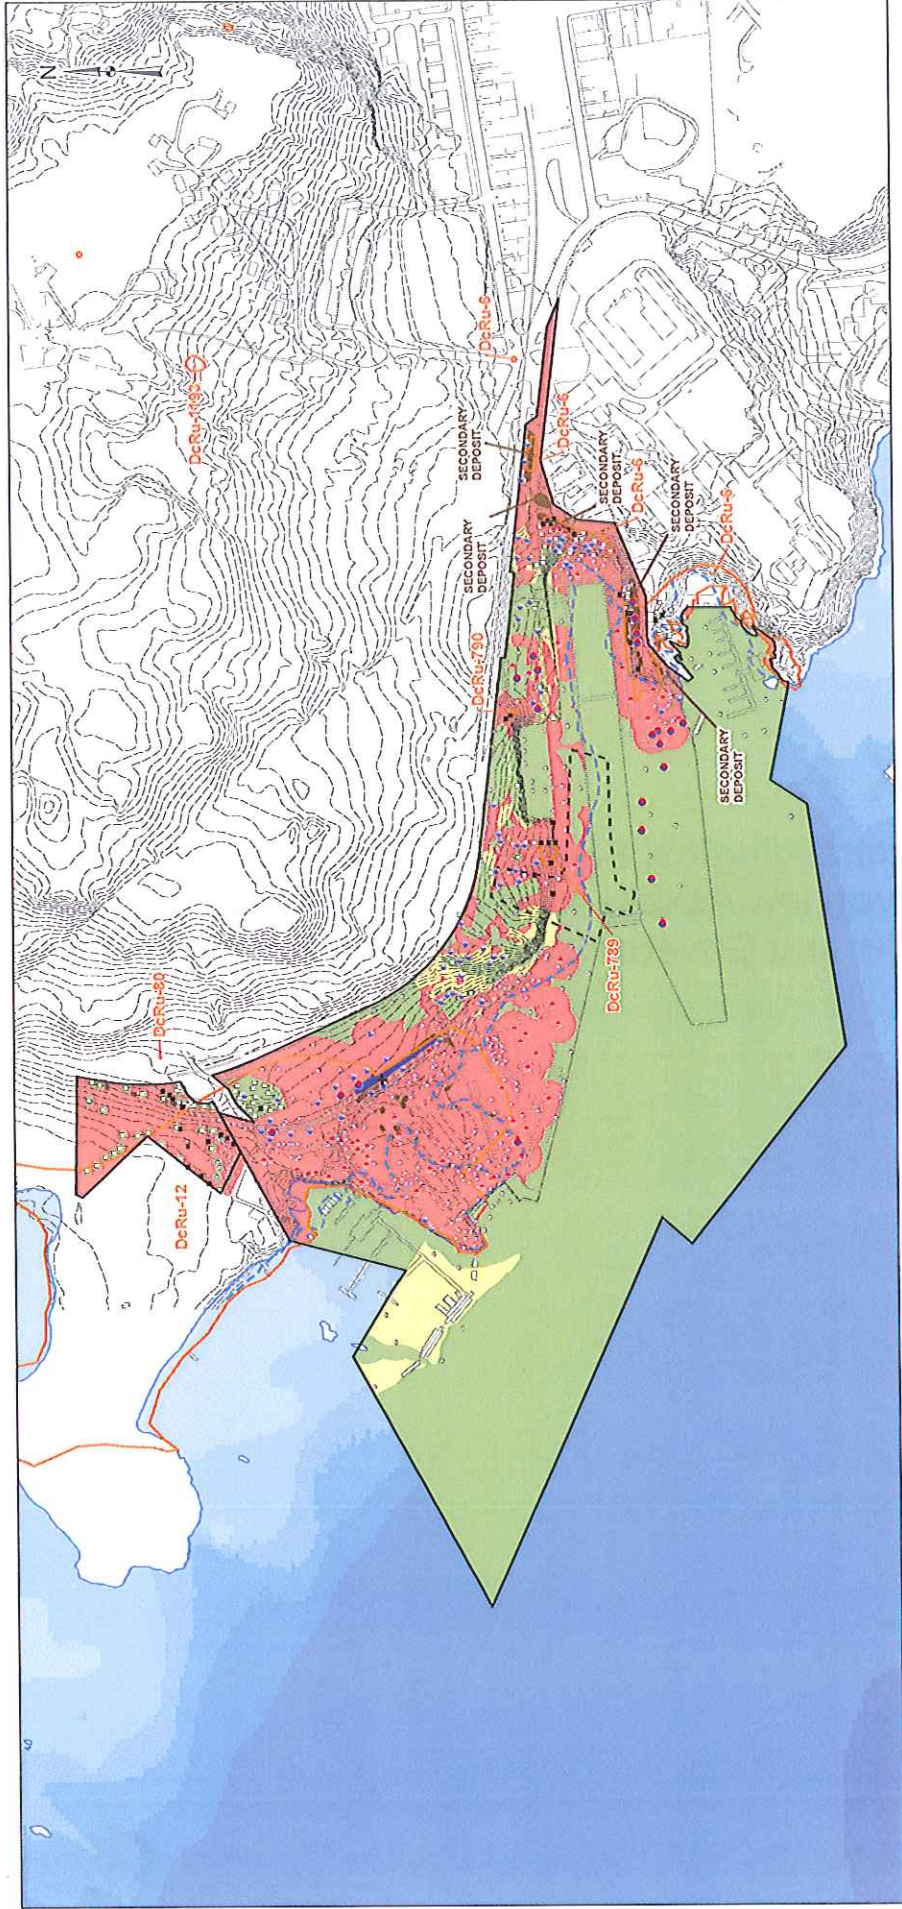 N
DcRu-1193
DcRu-6
SECONDARY
DEPOSIT
DcRu-6
SECONDARY
DEPOSIT
DcRu-6
SECONDARY
DEPOSIT
DcRu-6
SECONDARY
DEPOSIT
DcRu-790
SECONDARY
DEPOSIT
DcRu-789
DcRu-80
DcRu-12